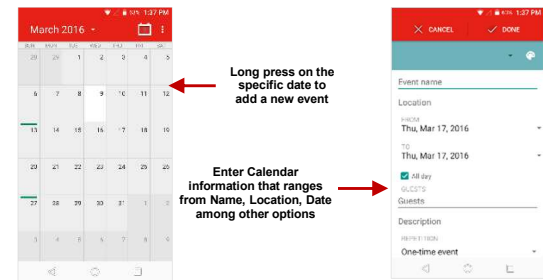 1:37 PM
March 2016
SUN MON TUE WED THU FRI SAT
28 29 1 2 3 4 5
6 7 8 9 10 11 12
13 14 15 16 17 18 19
20 21 22 23 24 25 26
27 28 29 30 31 1 2
3 4 5 6 7 8 9
Long press on the
specific date to
add a new event
Enter Calendar
information that ranges
from Name, Location, Date
among other options
1:37 PM
CANCEL DONE
Event name
Location
FROM
Thu, Mar 17, 2016
TO
Thu, Mar 17, 2016
All day
GUESTS
Guests
Description
REPETITION
One-time event